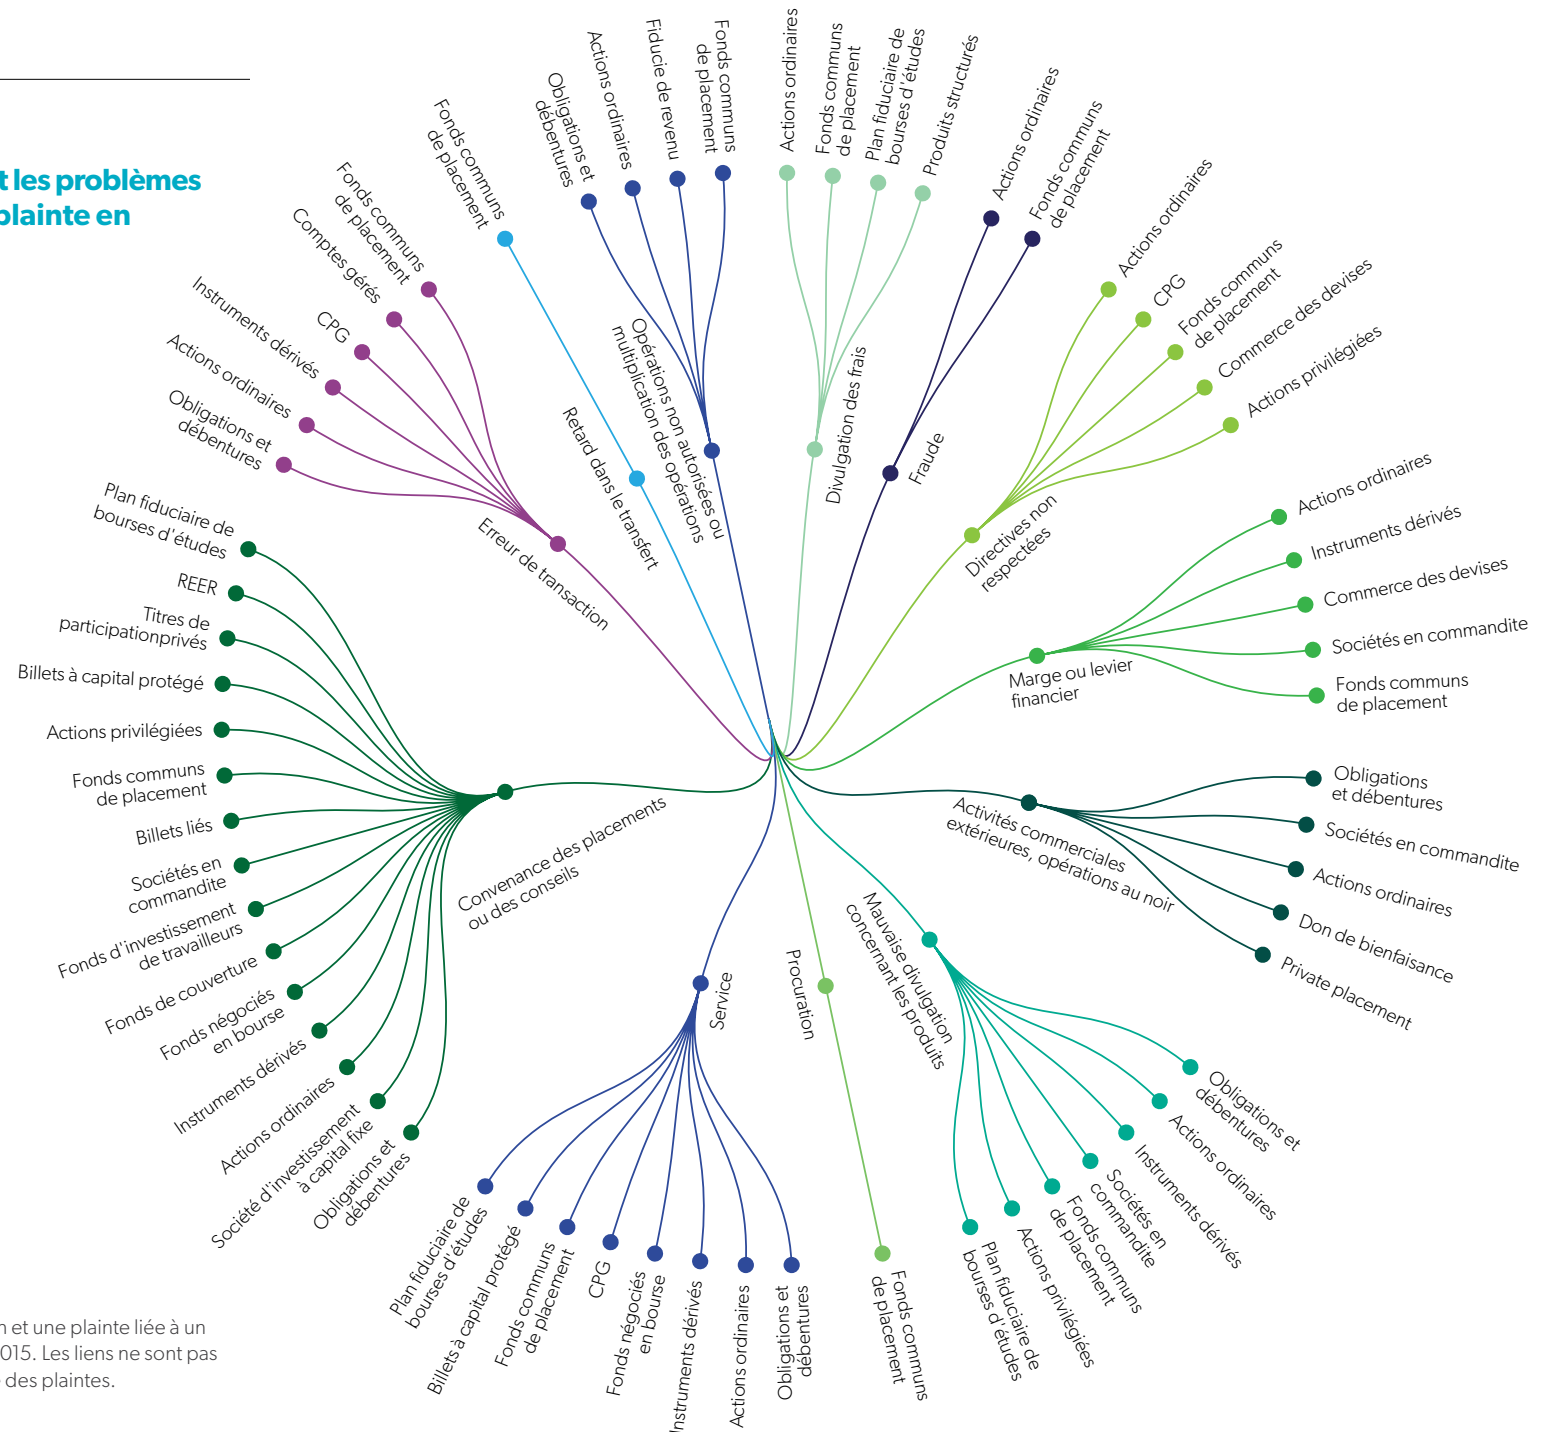 t les problèmes
plainte en
Fonds communs
de placement
Obligations et
débentures
Actions ordinaires
Fiducie de revenu
Fonds communs
de placement
Opérations non autorisées ou
multiplication des opérations
Retard dans le transfert
Actions ordinaires
Fonds communs
de placement
Plan fiduciaire de
bourses d'études
Produits structurés
Divulgation des frais
Actions ordinaires
Fonds communs
de placement
Fraude
Actions ordinaires
CPG
Fonds communs
de placement
Commerce des devises
Actions privilégiées
Directives non
respectées
Actions ordinaires
Instruments dérivés
Commerce des devises
Sociétés en commandite
Fonds communs
de placement
Marge ou levier
financier
Obligations
et débentures
Sociétés en commandite
Actions ordinaires
Don de bienfaisance
Private placement
Activités commerciales
extérieures, opérations au noir
Obligations et
débentures
Actions ordinaires
Instruments dérivés
Sociétés en
commandite
Fonds communs
de placement
Actions privilégiées
Plan fiduciaire de
bourses d'études
Mauvaise divulgation
concernant les produits
Procuration
Fonds communs
de placement
Service
Obligations et
débentures
Actions ordinaires
Instruments dérivés
Fonds négociés
en bourse
CPG
Fonds communs
de placement
Billets à capital protégé
Plan fiduciaire de
bourses d'études
Convenance des placements
ou des conseils
Obligations et
débentures
Société d'investissement
à capital fixe
Actions ordinaires
Instruments dérivés
Fonds négociés
en bourse
Fonds de couverture
Fonds d'investissement
de travailleurs
Sociétés en
commandite
Billets liés
Fonds communs
de placement
Actions privilégiées
Billets à capital protégé
Titres de
participationprivés
REER
Plan fiduciaire de
bourses d'études
Erreur de transaction
Obligations et
débentures
Actions ordinaires
Instruments dérivés
CPG
Comptes gérés
Fonds communs
de placement
n et une plainte liée à un
015. Les liens ne sont pas
des plaintes.